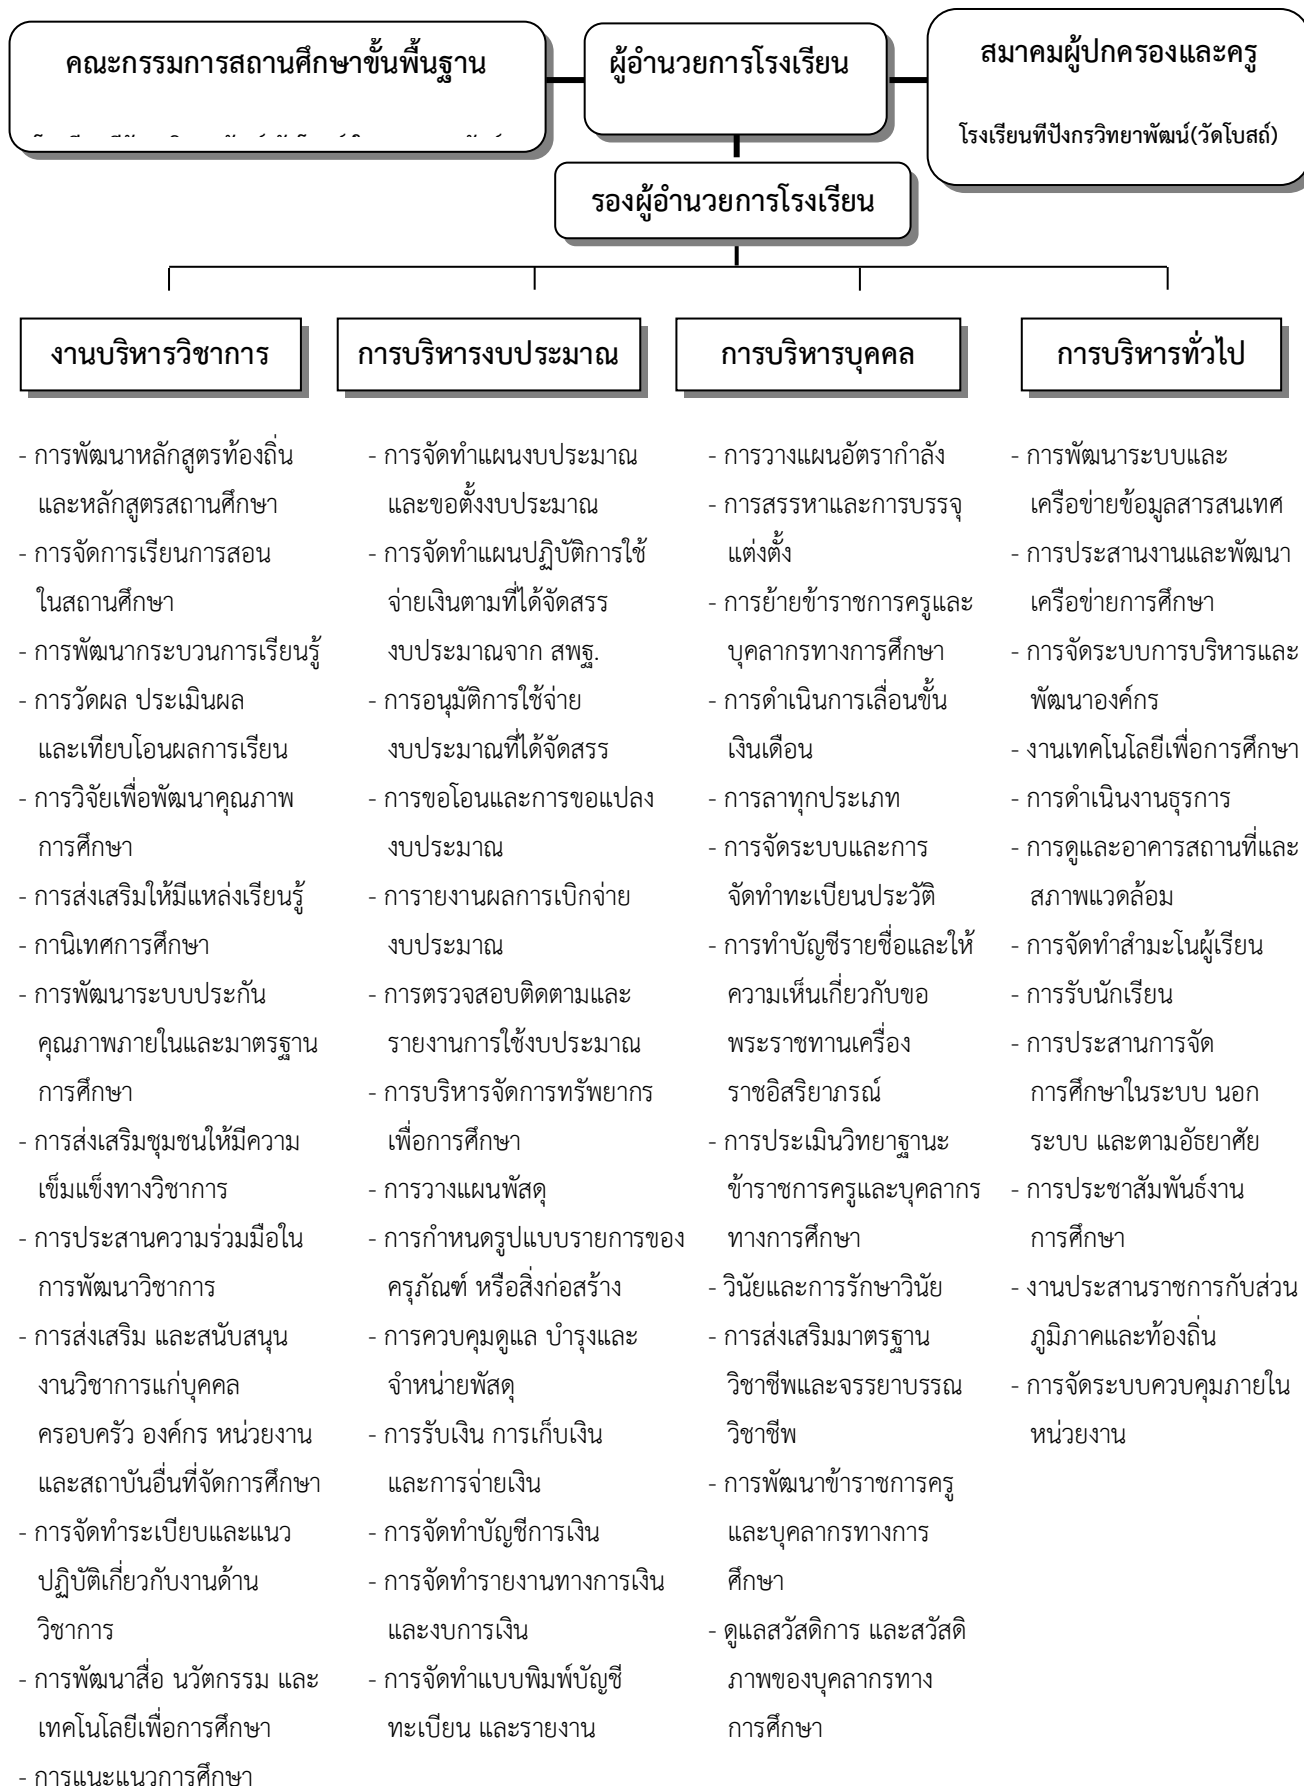 คณะกรรมการสถานศึกษาขั้นพื้นฐาน
ผู้อำนวยการโรงเรียน
สมาคมผู้ปกครองและครู
โรงเรียนทีปังกรวิทยาพัฒน์(วัดโบสถ์)
รองผู้อำนวยการโรงเรียน
งานบริหารวิชาการ
- การพัฒนาหลักสูตรท้องถิ่น
และหลักสูตรสถานศึกษา
- การจัดการเรียนการสอน
ในสถานศึกษา
- การพัฒนากระบวนการเรียนรู้
- การวัดผล ประเมินผล
และเทียบโอนผลการเรียน
- การวิจัยเพื่อพัฒนาคุณภาพ
การศึกษา
- การส่งเสริมให้มีแหล่งเรียนรู้
- กานิเทศการศึกษา
- การพัฒนาระบบประกัน
คุณภาพภายในและมาตรฐาน
การศึกษา
- การส่งเสริมชุมชนให้มีความ
เข็มแข็งทางวิชาการ
- การประสานความร่วมมือใน
การพัฒนาวิชาการ
- การส่งเสริม และสนับสนุน
งานวิชาการแก่บุคคล
ครอบครัว องค์กร หน่วยงาน
และสถาบันอื่นที่จัดการศึกษา
- การจัดทำระเบียบและแนว
ปฏิบัติเกี่ยวกับงานด้าน
วิชาการ
- การพัฒนาสื่อ นวัตกรรม และ
เทคโนโลยีเพื่อการศึกษา
- การแนะแนวการศึกษา
การบริหารงบประมาณ
- การจัดทำแผนงบประมาณ
และขอตั้งงบประมาณ
- การจัดทำแผนปฏิบัติการใช้
จ่ายเงินตามที่ได้จัดสรร
งบประมาณจาก สพฐ.
- การอนุมัติการใช้จ่าย
งบประมาณที่ได้จัดสรร
- การขอโอนและการขอแปลง
งบประมาณ
- การายงานผลการเบิกจ่าย
งบประมาณ
- การตรวจสอบติดตามและ
รายงานการใช้งบประมาณ
- การบริหารจัดการทรัพยากร
เพื่อการศึกษา
- การวางแผนพัสดุ
- การกำหนดรูปแบบรายการของ
ครุภัณฑ์ หรือสิ่งก่อสร้าง
- การควบคุมดูแล บำรุงและ
จำหน่ายพัสดุ
- การรับเงิน การเก็บเงิน
และการจ่ายเงิน
- การจัดทำบัญชีการเงิน
- การจัดทำรายงานทางการเงิน
และงบการเงิน
- การจัดทำแบบพิมพ์บัญชี
ทะเบียน และรายงาน
การบริหารบุคคล
- การวางแผนอัตรากำลัง
- การสรรหาและการบรรจุ
แต่งตั้ง
- การย้ายข้าราชการครูและ
บุคลากรทางการศึกษา
- การดำเนินการเลื่อนขั้น
เงินเดือน
- การลาทุกประเภท
- การจัดระบบและการ
จัดทำทะเบียนประวัติ
- การทำบัญชีรายชื่อและให้
ความเห็นเกี่ยวกับขอ
พระราชทานเครื่อง
ราชอิสริยาภรณ์
- การประเมินวิทยาฐานะ
ข้าราชการครูและบุคลากร
ทางการศึกษา
- วินัยและการรักษาวินัย
- การส่งเสริมมาตรฐาน
วิชาชีพและจรรยาบรรณ
วิชาชีพ
- การพัฒนาข้าราชการครู
และบุคลากรทางการ
ศึกษา
- ดูแลสวัสดิการ และสวัสดิ
ภาพของบุคลากรทาง
การศึกษา
การบริหารทั่วไป
- การพัฒนาระบบและ
เครือข่ายข้อมูลสารสนเทศ
- การประสานงานและพัฒนา
เครือข่ายการศึกษา
- การจัดระบบการบริหารและ
พัฒนาองค์กร
- งานเทคโนโลยีเพื่อการศึกษา
- การดำเนินงานธุรการ
- การดูและอาคารสถานที่และ
สภาพแวดล้อม
- การจัดทำสำมะโนผู้เรียน
- การรับนักเรียน
- การประสานการจัด
การศึกษาในระบบ นอก
ระบบ และตามอัธยาศัย
- การประชาสัมพันธ์งาน
การศึกษา
- งานประสานราชการกับส่วน
ภูมิภาคและท้องถิ่น
- การจัดระบบควบคุมภายใน
หน่วยงาน